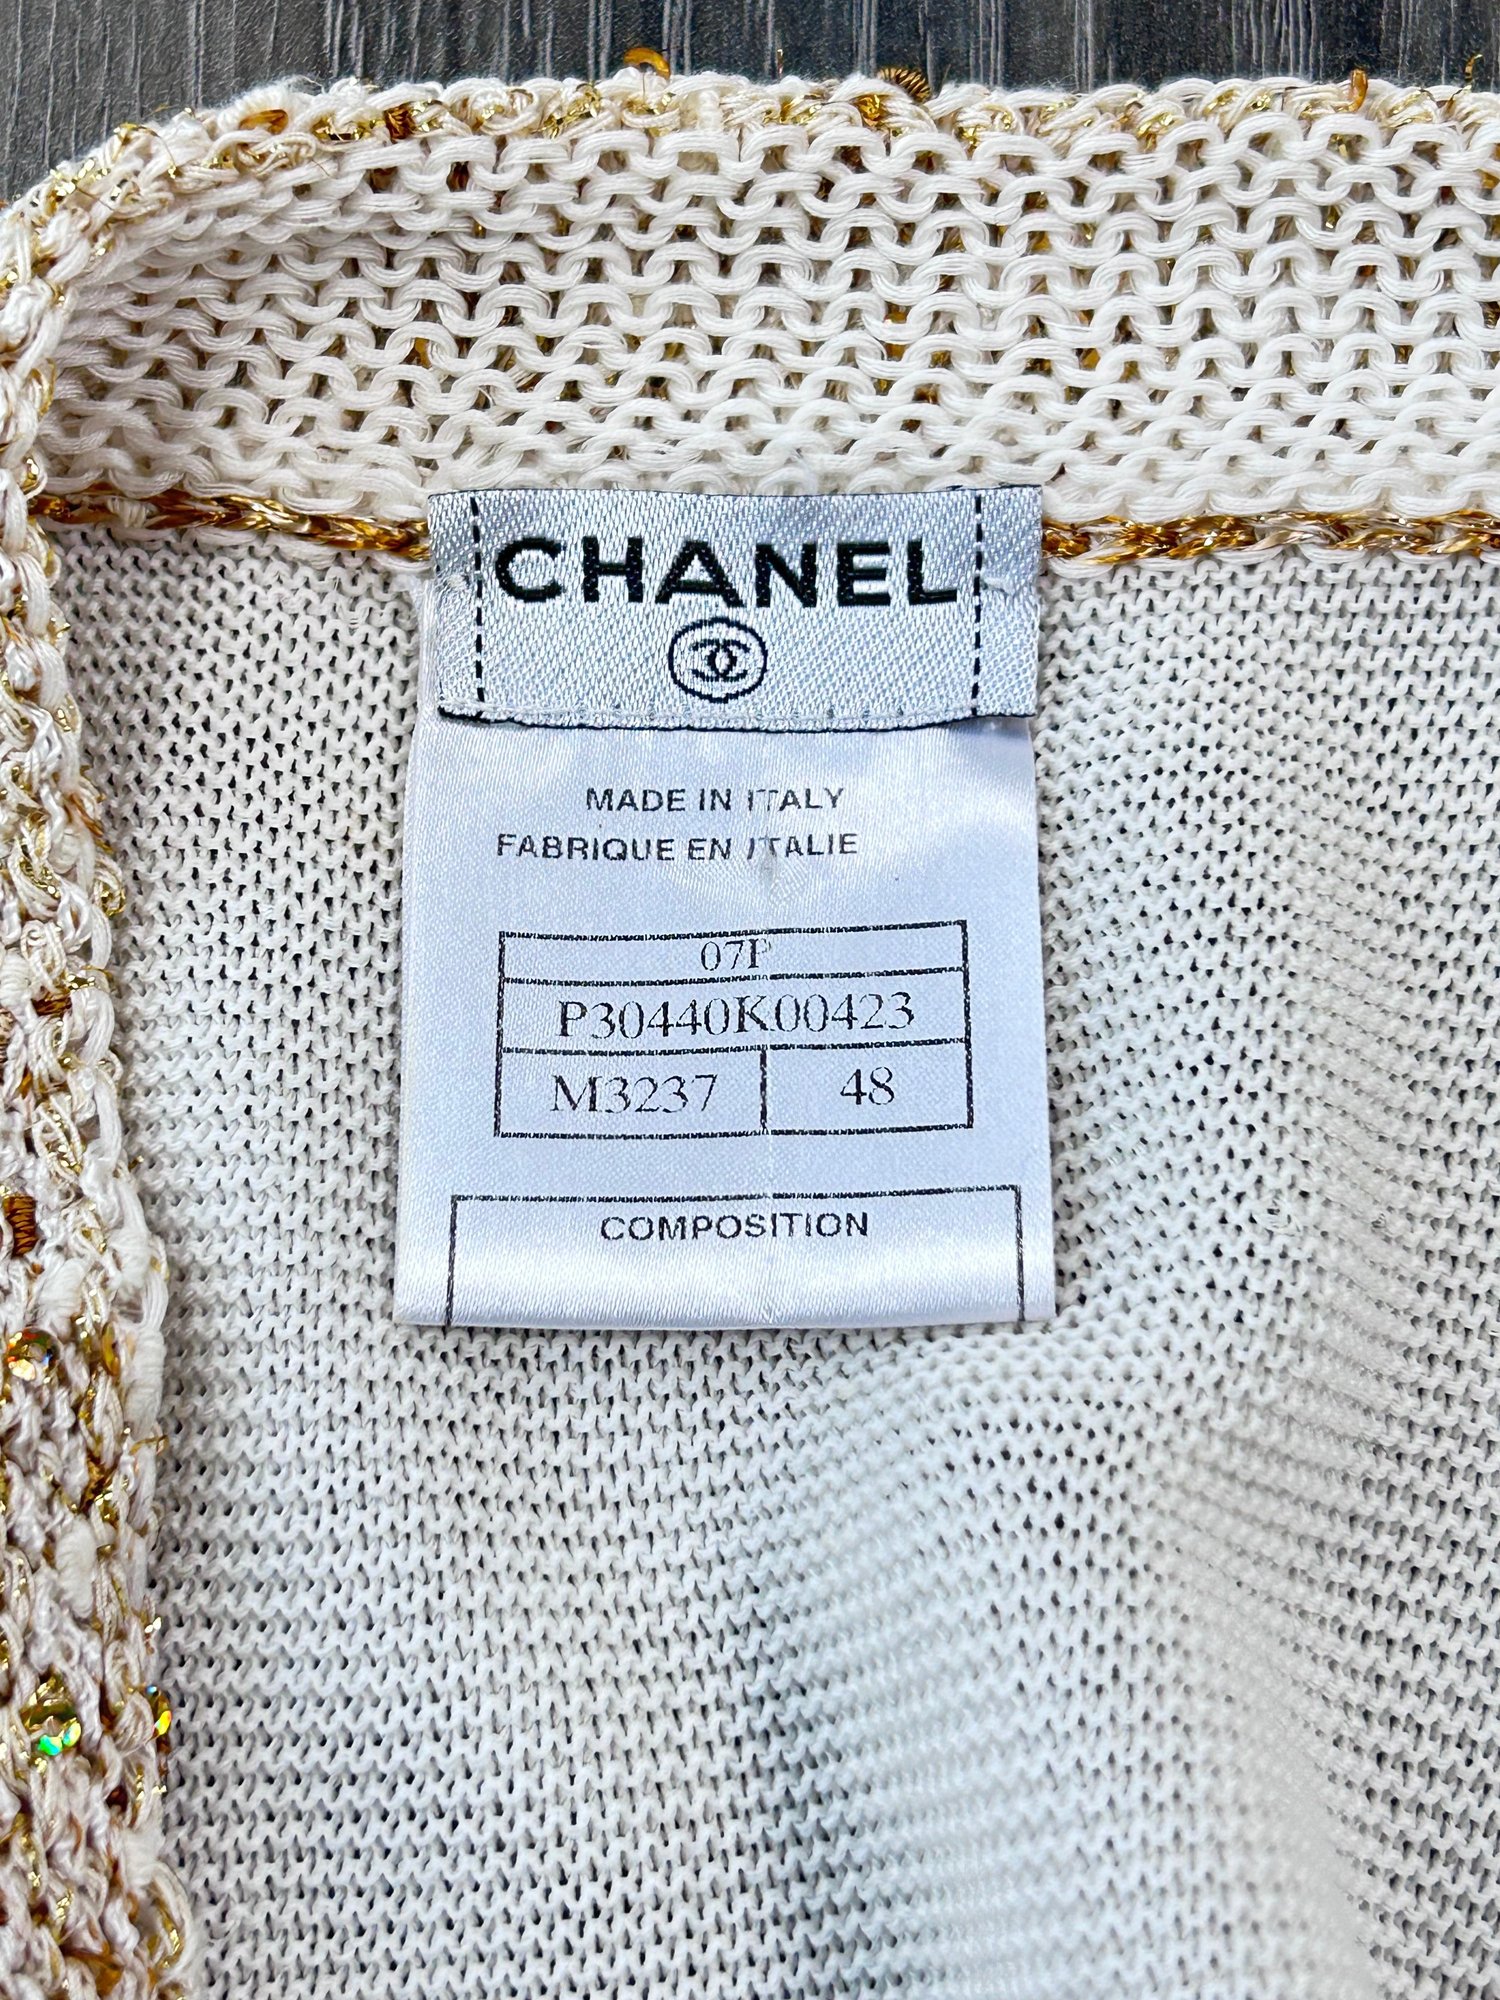 CHANEL
MADE IN ITALY
FABRIQUE EN ITALIE
07P
P30440K00423
M3237 48
COMPOSITION